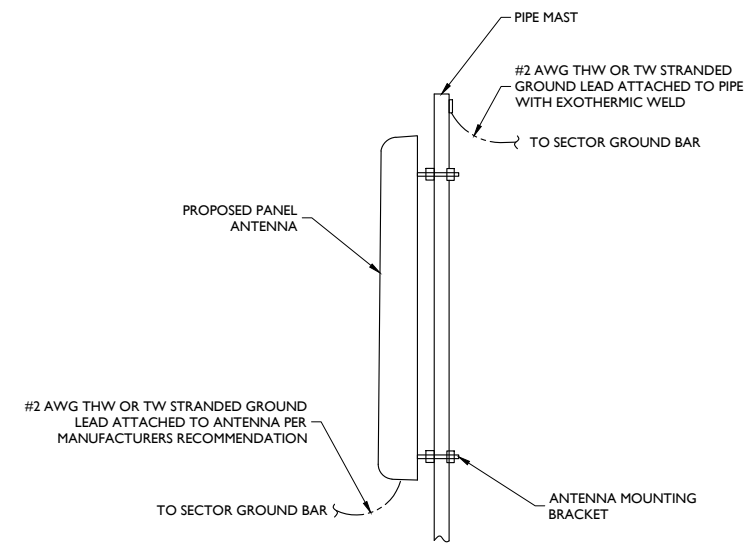 PIPE MAST
#2 AWG THW OR TW STRANDED
GROUND LEAD ATTACHED TO PIPE
WITH EXOTHERMIC WELD
TO SECTOR GROUND BAR
PROPOSED PANEL
ANTENNA
#2 AWG THW OR TW STRANDED GROUND
LEAD ATTACHED TO ANTENNA PER
MANUFACTURERS RECOMMENDATION
TO SECTOR GROUND BAR
ANTENNA MOUNTING
BRACKET